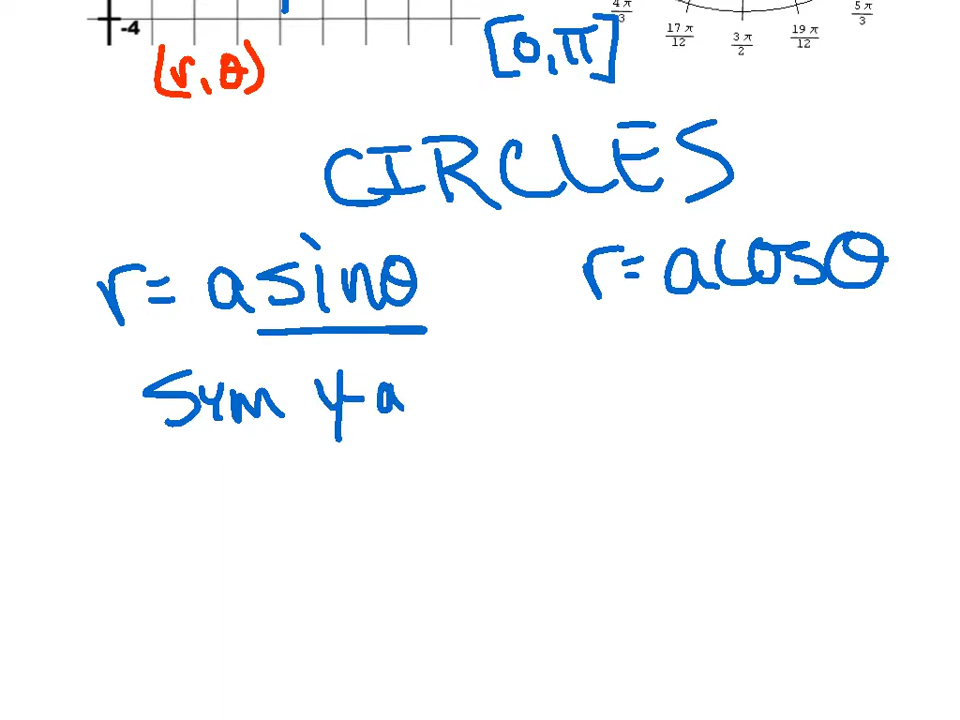 -4
4π/3
17π/12
3π/2
19π/12
5π/3
(r, θ)
[0, π]
CIRCLES
r= a sinθ
r= a cosθ
Sym y-a